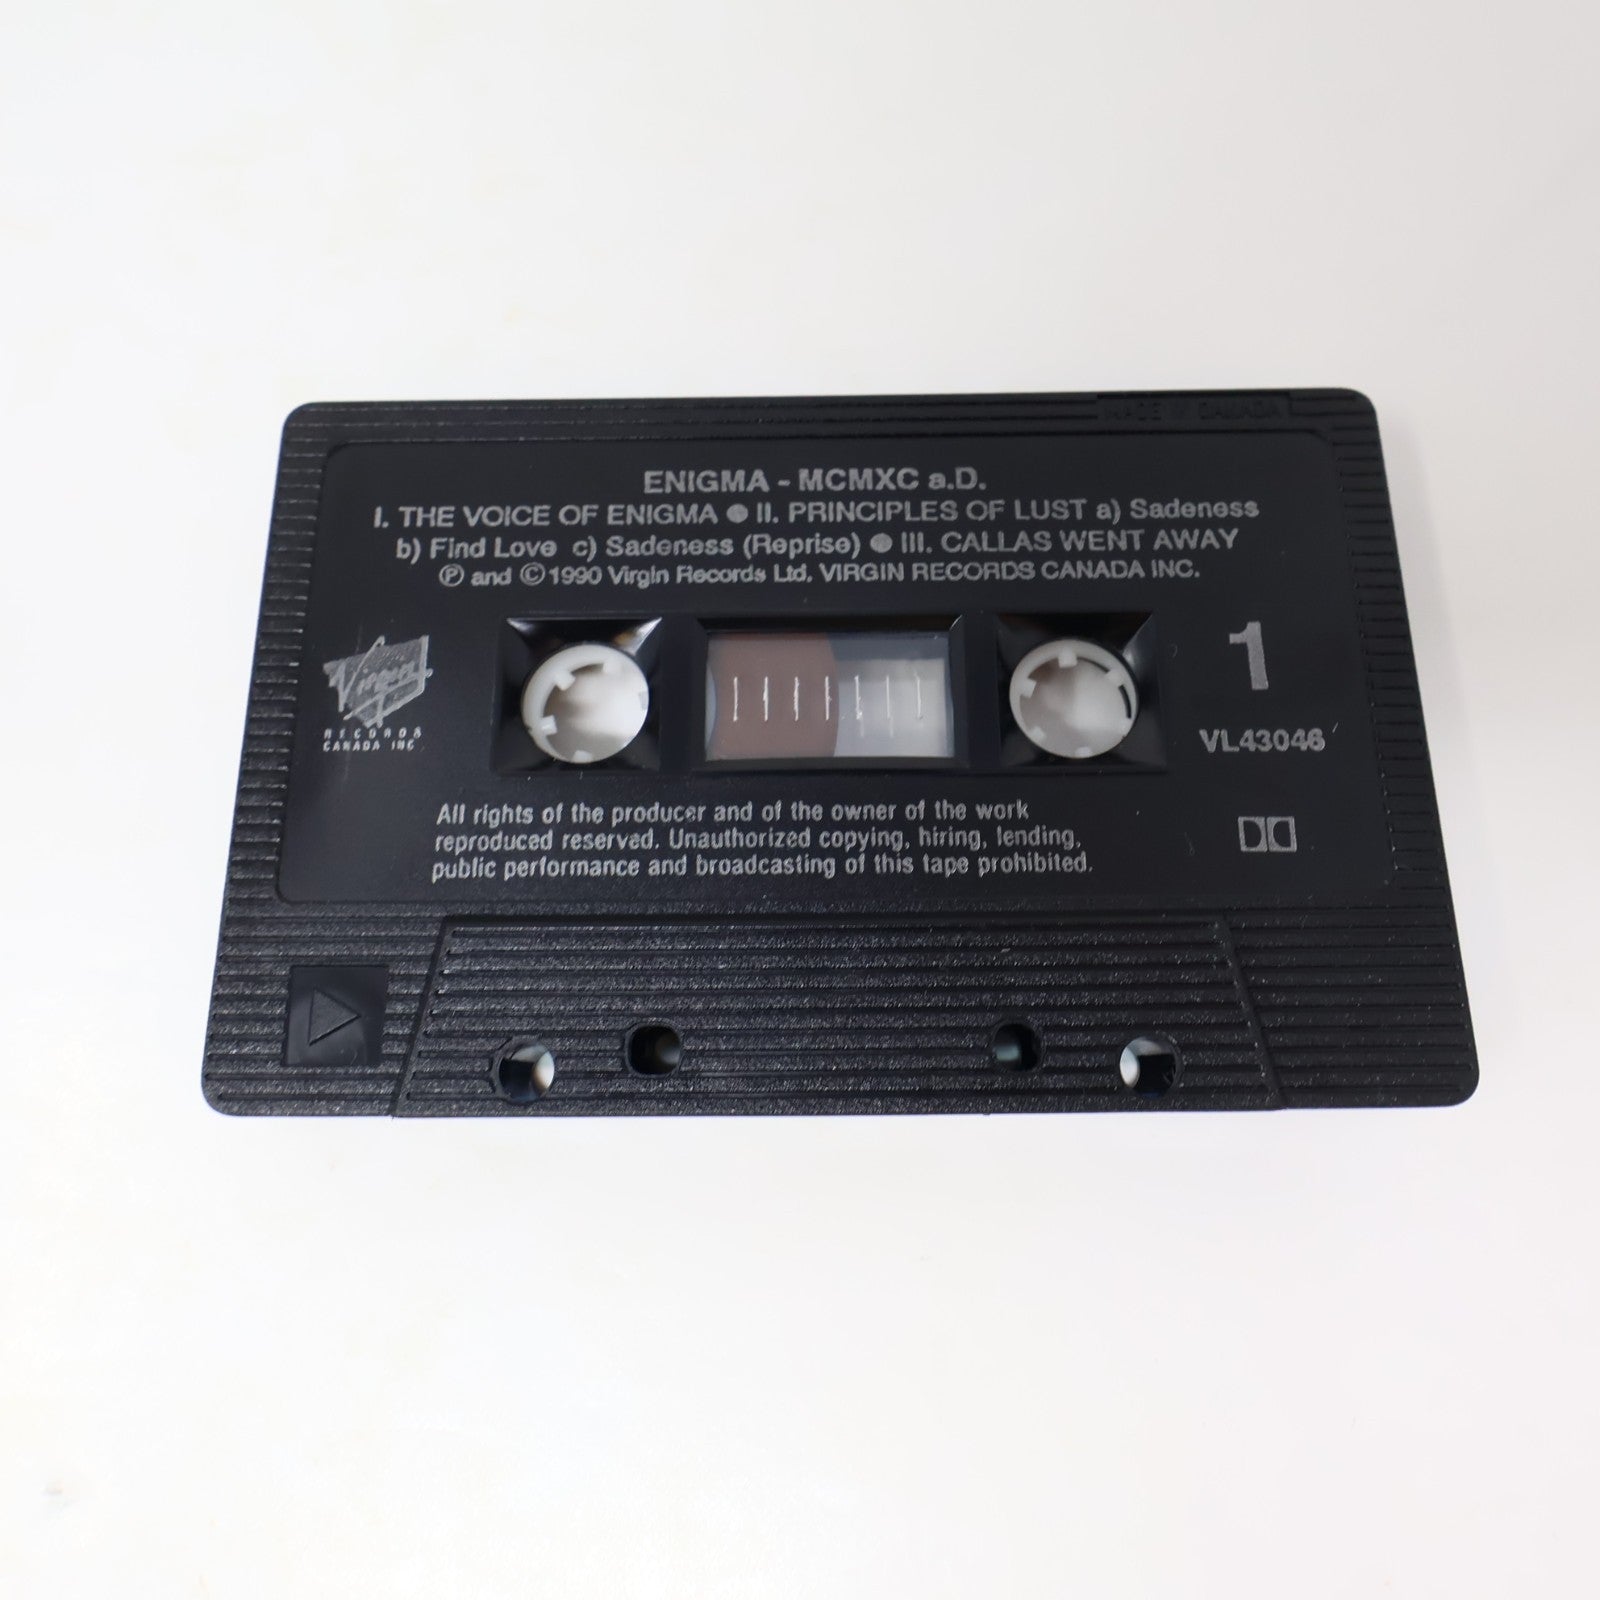 MADE IN CANADA
ENIGMA - MCMXC a.D.
I. THE VOICE OF ENIGMA ● II. PRINCIPLES OF LUST a) Sadeness
b) Find Love c) Sadeness (Reprise) ● III. CALLAS WENT AWAY
Ⓟ and © 1990 Virgin Records Ltd. VIRGIN RECORDS CANADA INC.
Virgin
RECORDS
CANADA INC
1
VL43046
All rights of the producer and of the owner of the work
reproduced reserved. Unauthorized copying, hiring, lending,
public performance and broadcasting of this tape prohibited.